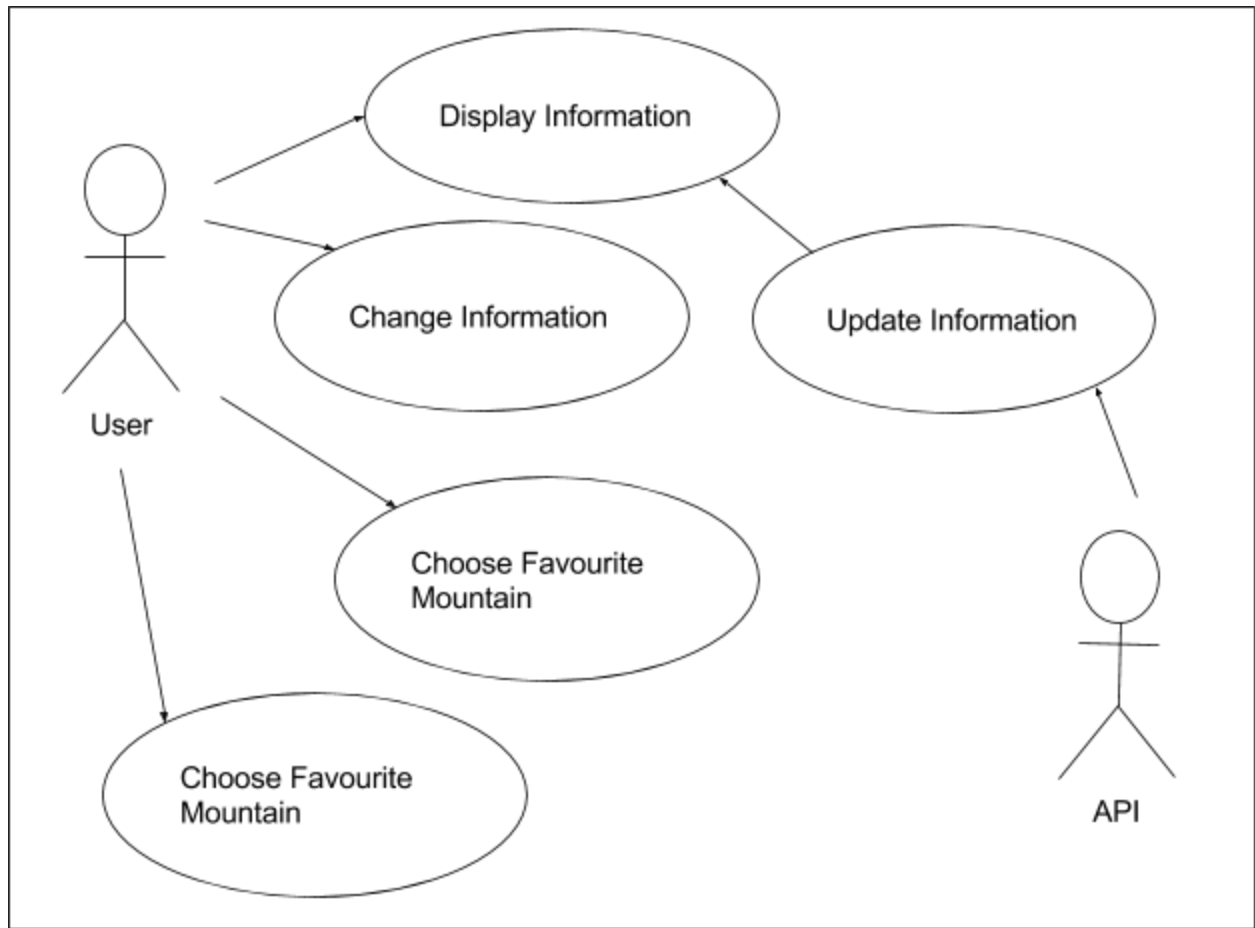 Display Information
Change Information
Update Information
User
Choose Favourite
Mountain
Choose Favourite
Mountain
API